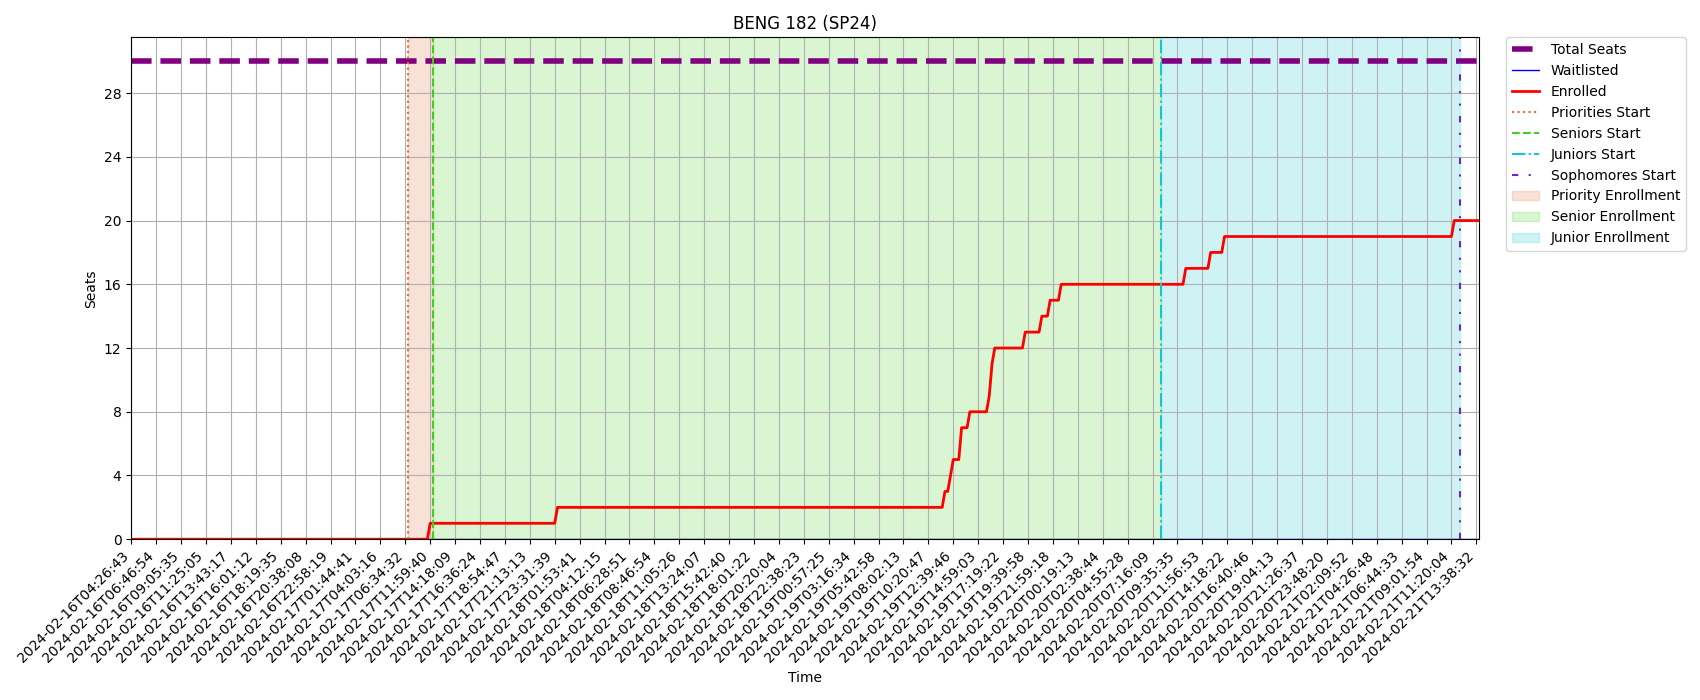 BENG 182 (SP24)
Total Seats
Waitlisted
Enrolled
Priorities Start
Seniors Start
Juniors Start
Sophomores Start
Priority Enrollment
Senior Enrollment
Junior Enrollment
Seats
28
24
20
16
12
8
4
0
2024-02-16T04:26:43
2024-02-16T06:46:54
2024-02-16T09:05:35
2024-02-16T11:25:05
2024-02-16T13:43:17
2024-02-16T16:01:12
2024-02-16T18:19:35
2024-02-16T20:38:08
2024-02-16T22:58:19
2024-02-17T01:44:41
2024-02-17T04:03:16
2024-02-17T06:34:32
2024-02-17T11:59:40
2024-02-17T14:18:09
2024-02-17T16:36:24
2024-02-17T18:54:47
2024-02-17T21:13:13
2024-02-17T23:31:39
2024-02-18T01:53:41
2024-02-18T04:12:15
2024-02-18T06:28:51
2024-02-18T08:46:54
2024-02-18T11:05:26
2024-02-18T13:24:07
2024-02-18T15:42:40
2024-02-18T18:01:22
2024-02-18T20:20:04
2024-02-18T22:38:23
2024-02-19T00:57:25
2024-02-19T03:16:34
2024-02-19T05:42:58
2024-02-19T08:02:13
2024-02-19T10:20:47
2024-02-19T12:39:46
2024-02-19T14:59:03
2024-02-19T17:19:22
2024-02-19T19:39:58
2024-02-19T21:59:18
2024-02-20T00:19:13
2024-02-20T02:38:44
2024-02-20T04:55:28
2024-02-20T07:16:09
2024-02-20T09:35:35
2024-02-20T11:56:53
2024-02-20T14:18:22
2024-02-20T16:40:46
2024-02-20T19:04:13
2024-02-20T21:26:37
2024-02-20T23:48:20
2024-02-21T02:09:52
2024-02-21T04:26:48
2024-02-21T06:44:33
2024-02-21T09:01:54
2024-02-21T11:20:04
2024-02-21T13:38:32
Time